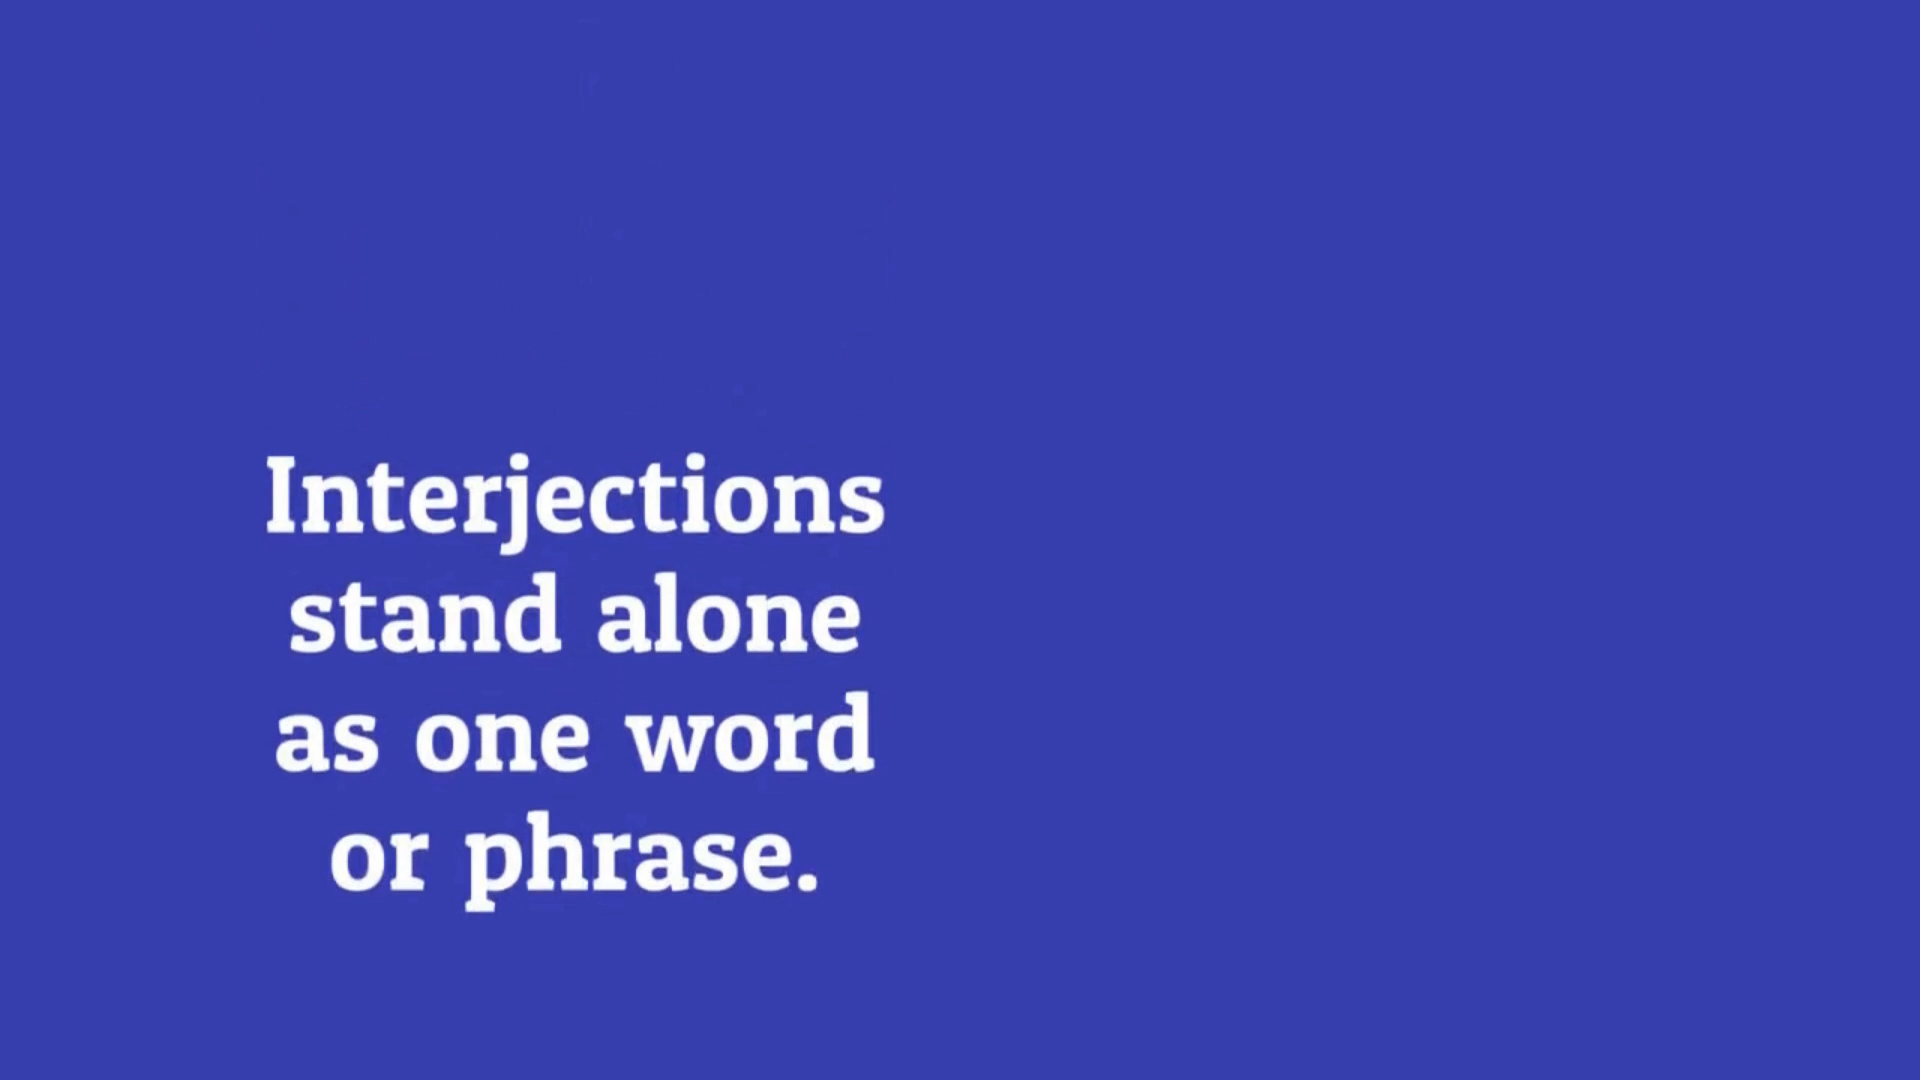 Interjections
stand alone
as one word
or phrase.